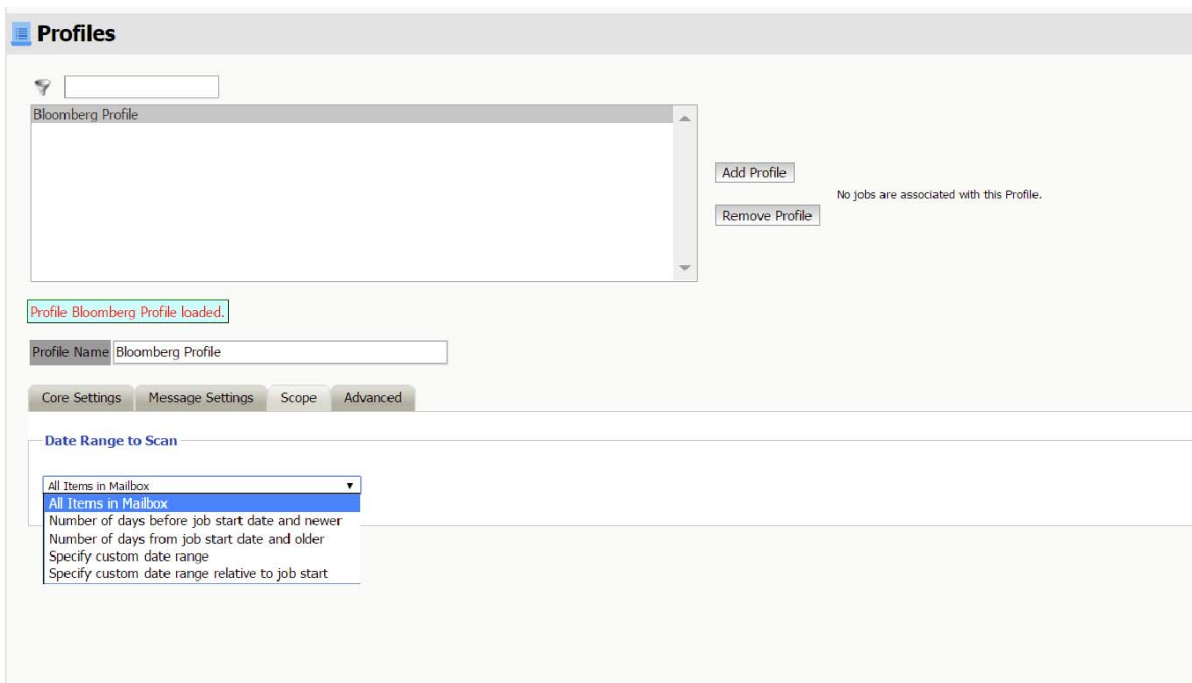 Profiles
Bloomberg Profile
Add Profile
No jobs are associated with this Profile.
Remove Profile
Profile Bloomberg Profile loaded.
Profile Name Bloomberg Profile
Core Settings Message Settings Scope Advanced
Date Range to Scan
All Items in Mailbox
All Items in Mailbox
Number of days before job start date and newer
Number of days from job start date and older
Specify custom date range
Specify custom date range relative to job start